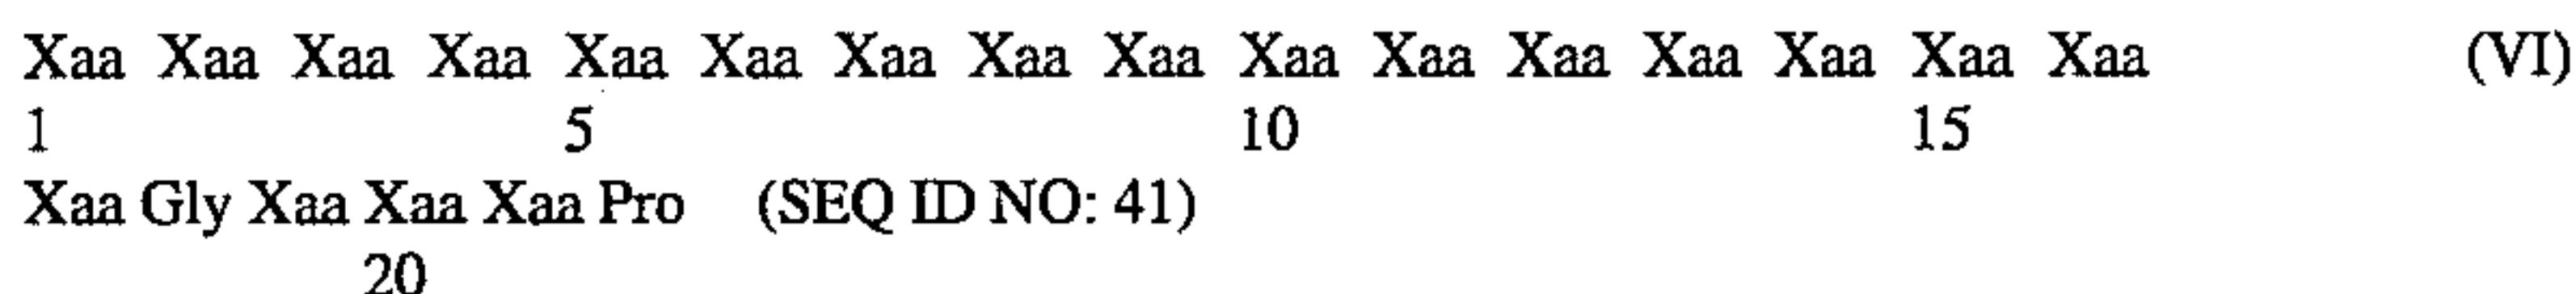 Xaa Xaa Xaa Xaa Xaa Xaa Xaa Xaa Xaa Xaa Xaa Xaa Xaa Xaa Xaa Xaa (VI)
1 5 10 15
Xaa Gly Xaa Xaa Xaa Pro (SEQ ID NO: 41)
20